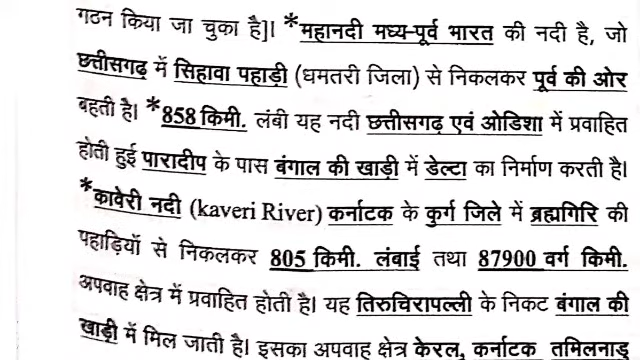 गठन किया जा चुका है]। *महानदी मध्य-पूर्व भारत की नदी है, जो
छत्तीसगढ़ में सिहावा पहाड़ी (धमतरी जिला) से निकलकर पूर्व की ओर
बहती है। *858 किमी. लंबी यह नदी छत्तीसगढ़ एवं ओडिशा में प्रवाहित
होती हुई पारादीप के पास बंगाल की खाड़ी में डेल्टा का निर्माण करती है।
*कावेरी नदी (kaveri River) कर्नाटक के कुर्ग जिले में ब्रह्मगिरि की
पहाड़ियों से निकलकर 805 किमी. लंबाई तथा 87900 वर्ग किमी.
अपवाह क्षेत्र में प्रवाहित होती है। यह तिरुचिरापल्ली के निकट बंगाल की
खाड़ी में मिल जाती है। इसका अपवाह क्षेत्र केरल, कर्नाटक, तमिलनाडु